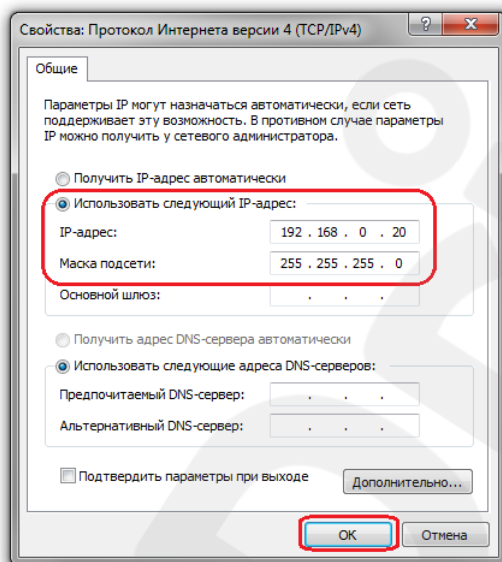 Свойства: Протокол Интернета версии 4 (TCP/IPv4)
Общие
Параметры IP могут назначаться автоматически, если сеть
поддерживает эту возможность. В противном случае параметры
IP можно получить у сетевого администратора.
Получить IP-адрес автоматически
Использовать следующий IP-адрес:
IP-адрес: 192 . 168 . 0 . 20
Маска подсети: 255 . 255 . 255 . 0
Основной шлюз: . . .
Получить адрес DNS-сервера автоматически
Использовать следующие адреса DNS-серверов:
Предпочитаемый DNS-сервер: . . .
Альтернативный DNS-сервер: . . .
Подтвердить параметры при выходе
Дополнительно...
ОК Отмена